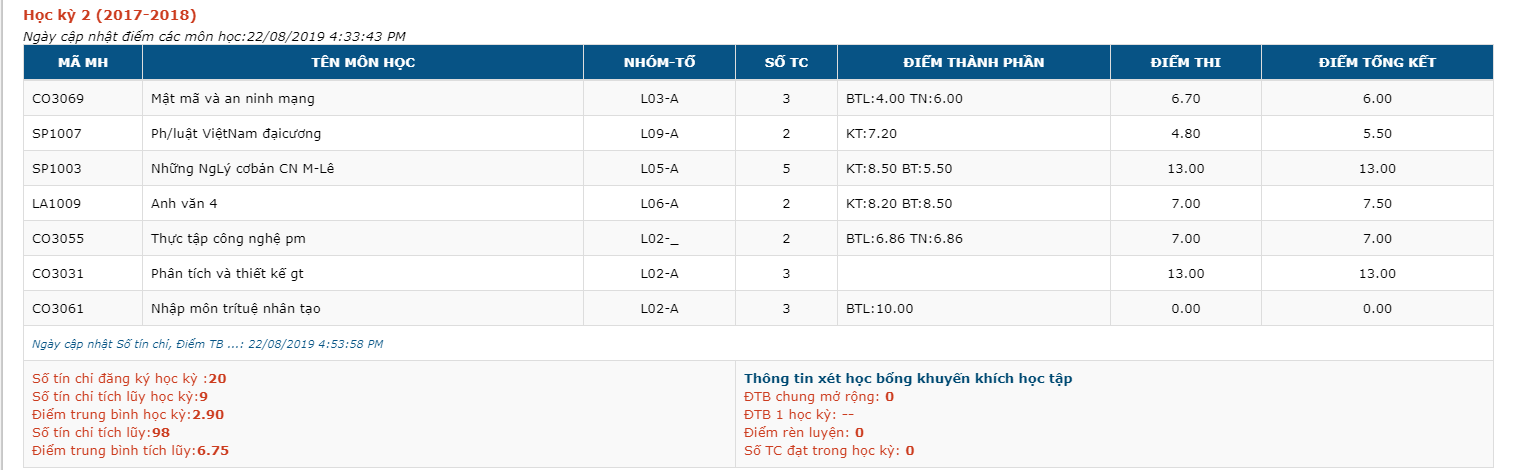 Học kỳ 2 (2017-2018)
Ngày cập nhật điểm các môn học:22/08/2019 4:33:43 PM
MÃ MH TÊN MÔN HỌC NHÓM-TỔ SỐ TC ĐIỂM THÀNH PHẦN ĐIỂM THI ĐIỂM TỔNG KẾT
CO3069 Mật mã và an ninh mạng L03-A 3 BTL:4.00 TN:6.00 6.70 6.00
SP1007 Ph/luật ViệtNam đạicương L09-A 2 KT:7.20 4.80 5.50
SP1003 Những NgLý cơbản CN M-Lê L05-A 5 KT:8.50 BT:5.50 13.00 13.00
LA1009 Anh văn 4 L06-A 2 KT:8.20 BT:8.50 7.00 7.50
CO3055 Thực tập công nghệ pm L02-_ 2 BTL:6.86 TN:6.86 7.00 7.00
CO3031 Phân tích và thiết kế gt L02-A 3 13.00 13.00
CO3061 Nhập môn trítuệ nhân tạo L02-A 3 BTL:10.00 0.00 0.00
Ngày cập nhật Số tín chỉ, Điểm TB ...: 22/08/2019 4:53:58 PM
Số tín chỉ đăng ký học kỳ :20
Số tín chỉ tích lũy học kỳ:9
Điểm trung bình học kỳ:2.90
Số tín chỉ tích lũy:98
Điểm trung bình tích lũy:6.75
Thông tin xét học bổng khuyến khích học tập
ĐTB chung mở rộng: 0
ĐTB 1 học kỳ: --
Điểm rèn luyện: 0
Số TC đạt trong học kỳ: 0